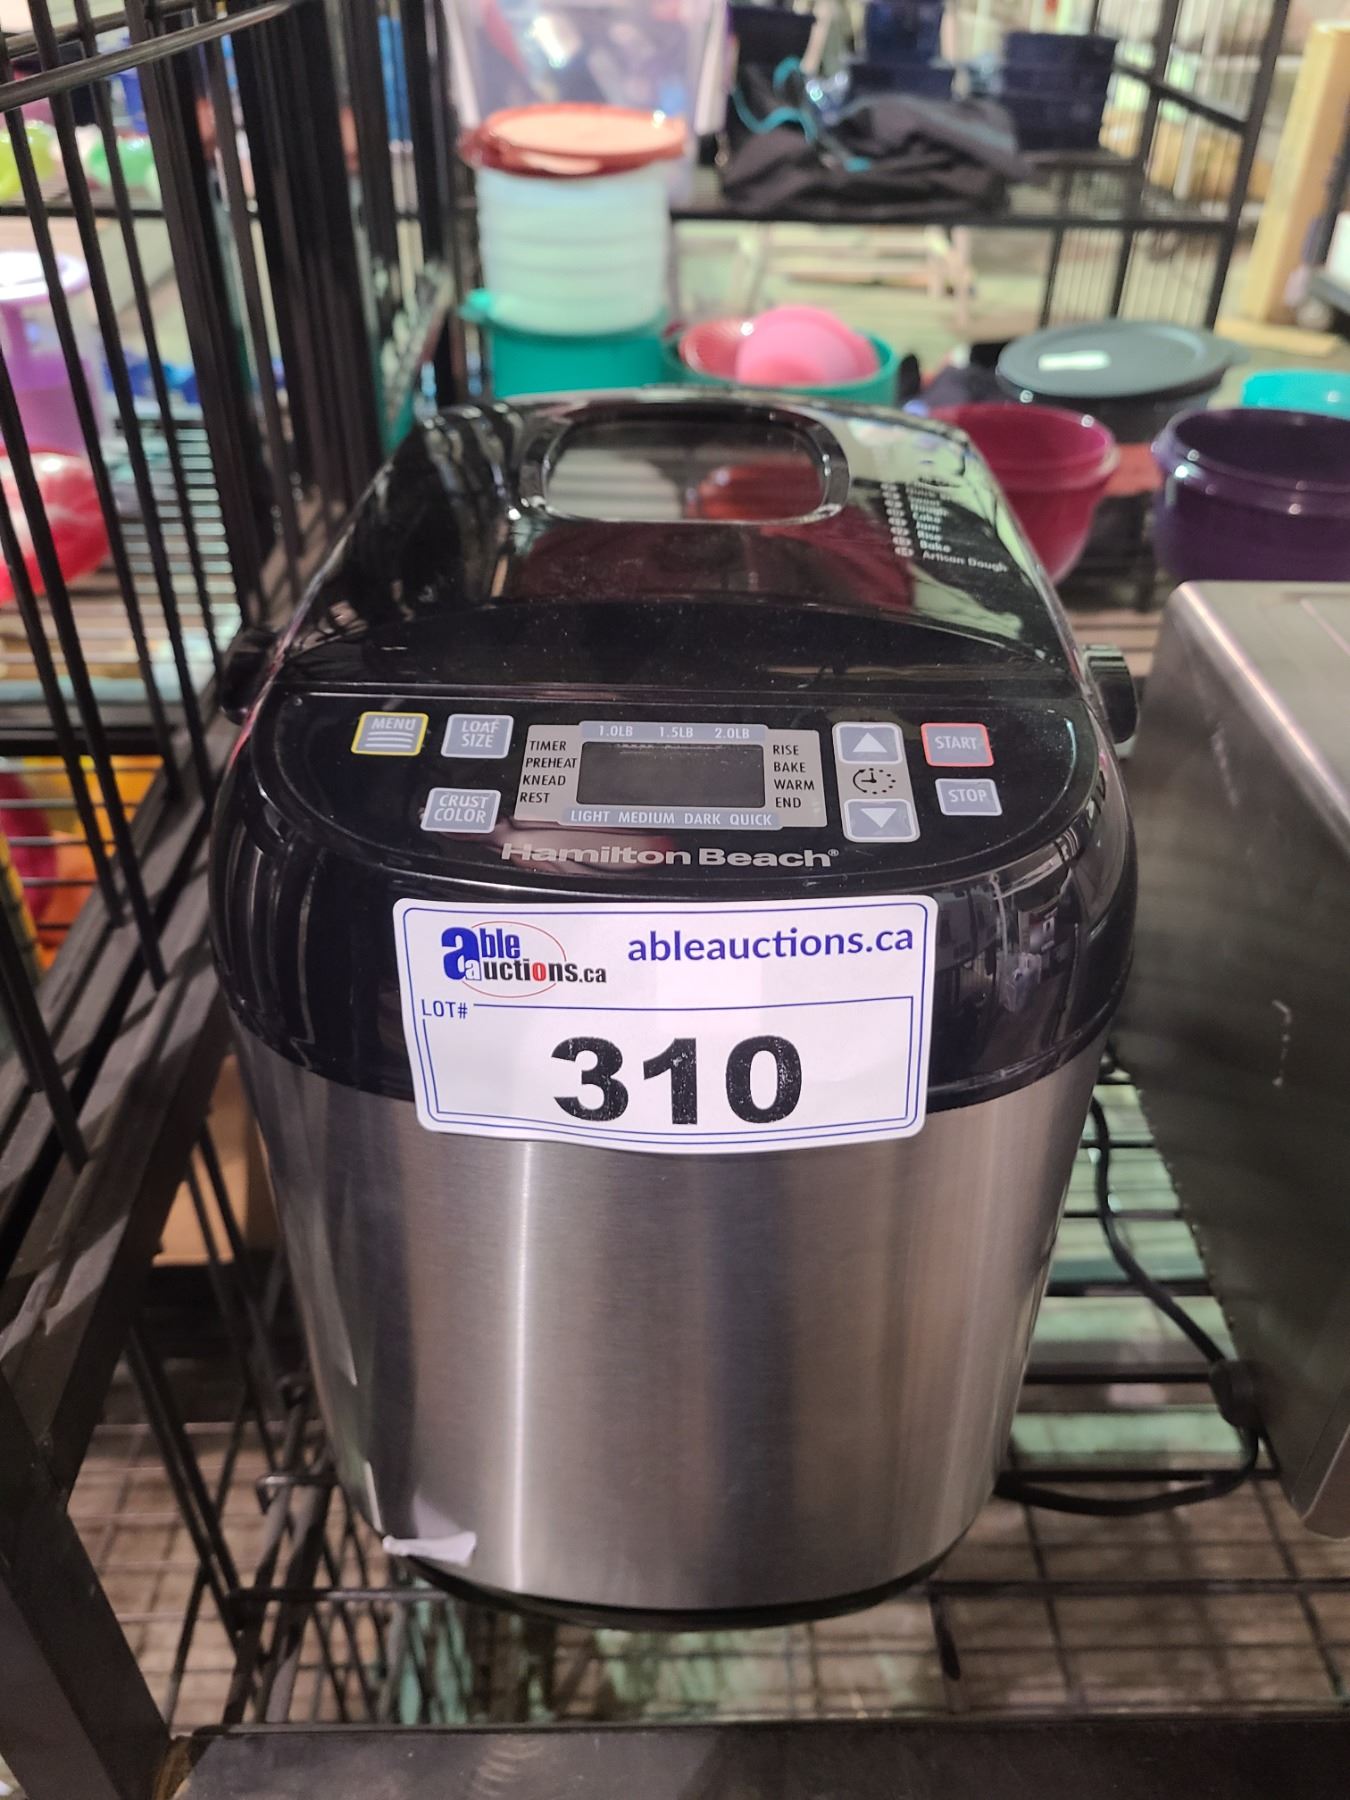 Dough
Cake
Jam
Rise
Bake
Artisan Dough
MENU
LOAF
SIZE
CRUST
COLOR
1.0LB 1.5LB 2.0LB
TIMER
PREHEAT
KNEAD
REST
RISE
BAKE
WARM
END
LIGHT MEDIUM DARK QUICK
START
STOP
Hamilton Beach®
able
auctions.ca
ableauctions.ca
LOT#
310